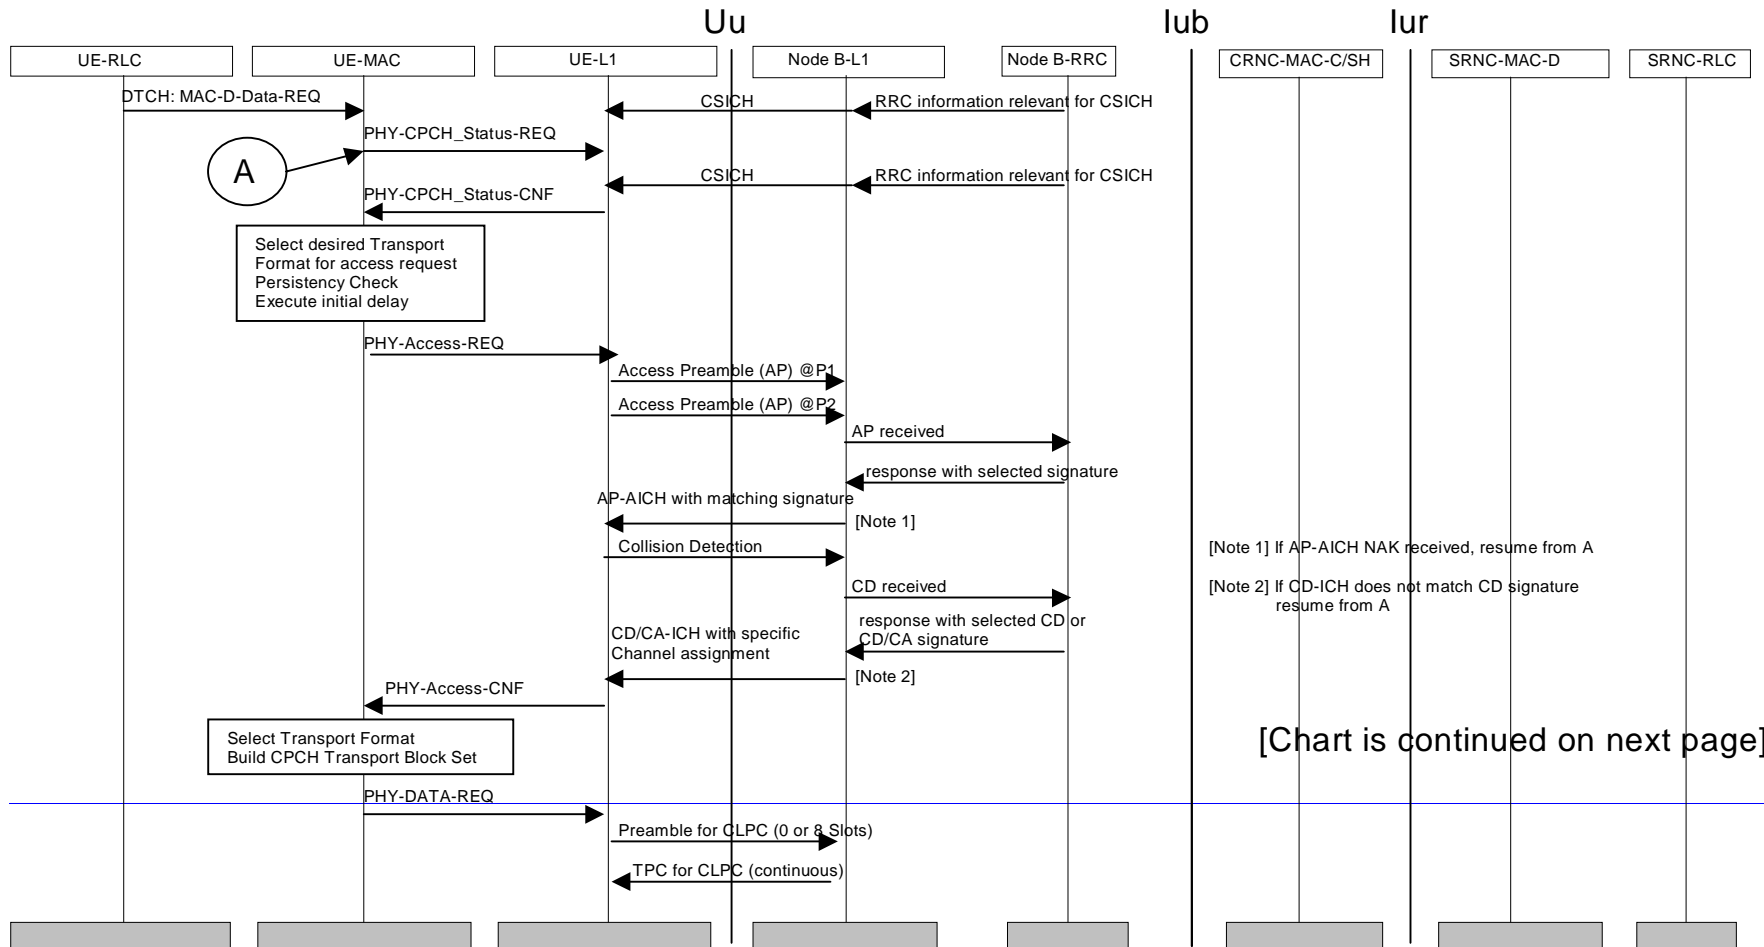 Uu
Iub
Iur
UE-RLC
UE-MAC
UE-L1
Node B-L1
Node B-RRC
CRNC-MAC-C/SH
SRNC-MAC-D
SRNC-RLC
DTCH: MAC-D-Data-REQ
CSICH
RRC information relevant for CSICH
PHY-CPCH_Status-REQ
A
CSICH
RRC information relevant for CSICH
PHY-CPCH_Status-CNF
Select desired Transport
Format for access request
Persistency Check
Execute initial delay
PHY-Access-REQ
Access Preamble (AP) @P1
Access Preamble (AP) @P2
AP received
response with selected signature
AP-AICH with matching signature
[Note 1]
Collision Detection
[Note 1] If AP-AICH NAK received, resume from A
CD received
[Note 2] If CD-ICH does not match CD signature
resume from A
response with selected CD or
CD/CA signature
CD/CA-ICH with specific
Channel assignment
[Note 2]
PHY-Access-CNF
Select Transport Format
Build CPCH Transport Block Set
[Chart is continued on next page]
PHY-DATA-REQ
Preamble for CLPC (0 or 8 Slots)
TPC for CLPC (continuous)